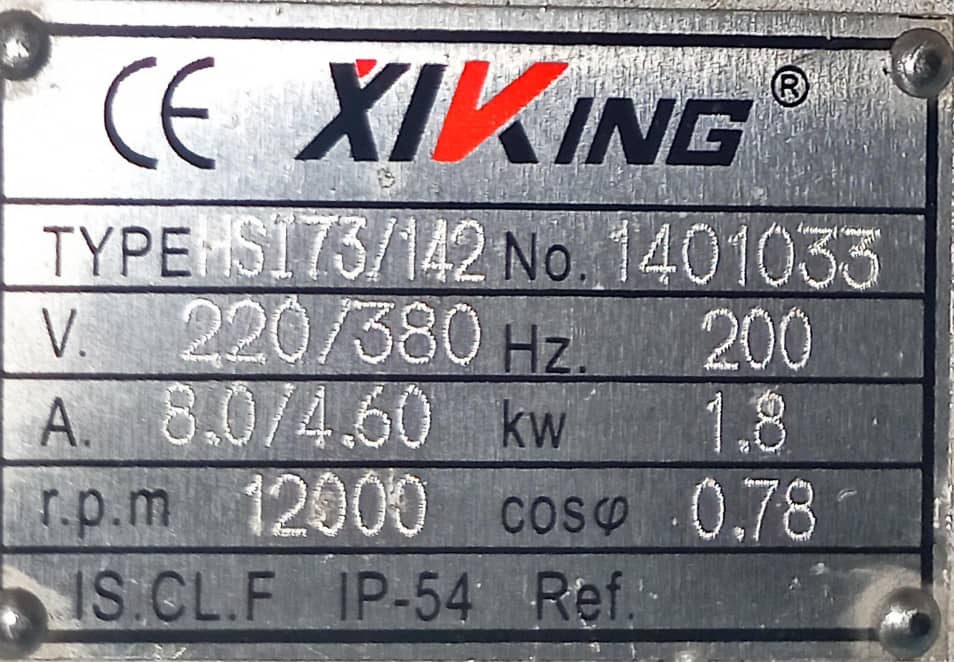 CE XIVKING ®
TYPE HS173/142 No. 1401033
V. 220/380 Hz. 200
A. 8.0/4.60 kw 1.8
r.p.m 12000 cosφ 0.78
IS.CL.F IP-54 Ref.